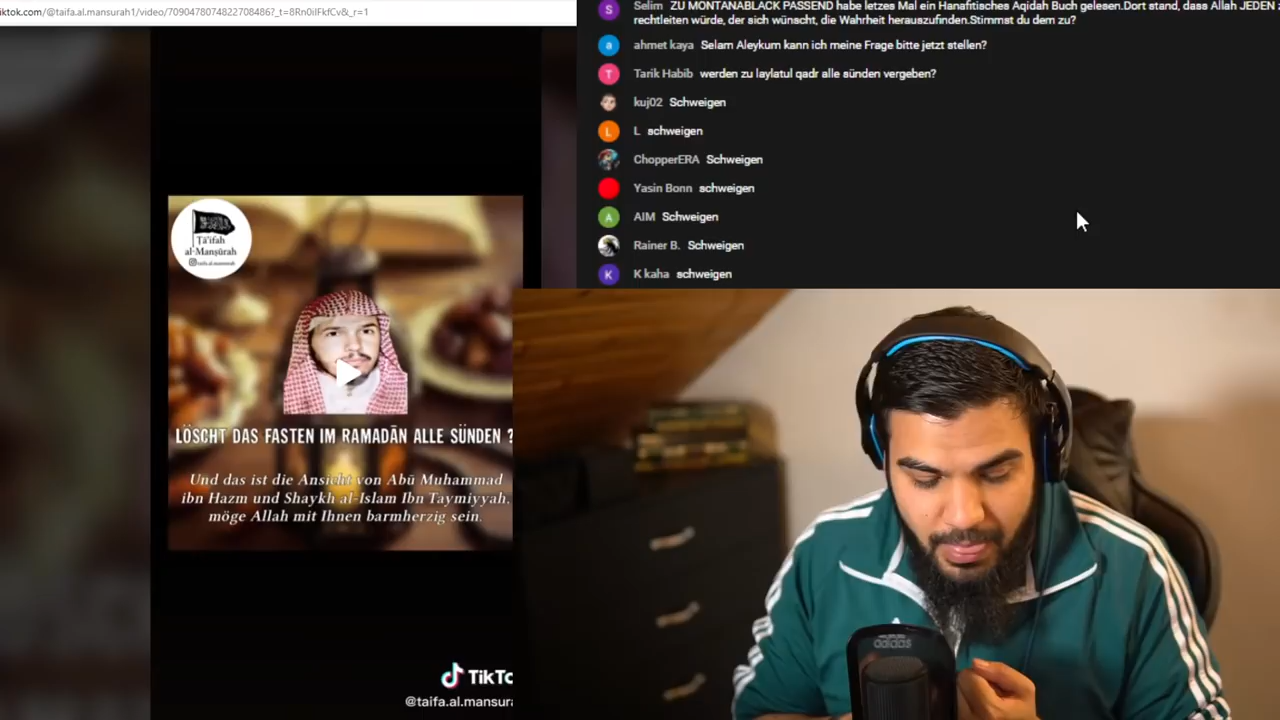 iktok.com/@taifa.al.mansurah1/video/7090478074822708486?_t=8Rn0iIFkfCv&_r=1
Selim ZU MONTANABLACK PASSEND habe letzes Mal ein Hanafitisches Aqidah Buch gelesen.Dort stand, dass Allah JEDEN
rechtleiten würde, der sich wünscht, die Wahrheit herauszufinden.Stimmst du dem zu?
a ahmet kaya Selam Aleykum kann ich meine Frage bitte jetzt stellen?
T Tarik Habib werden zu laylatul qadr alle sünden vergeben?
kuj02 Schweigen
L L schweigen
ChopperERA Schweigen
Yasin Bonn schweigen
A AIM Schweigen
Rainer B. Schweigen
K K kaha schweigen
Tā'ifah
al-Manṣūrah
LÖSCHT DAS FASTEN IM RAMADĀN ALLE SÜNDEN ?
Und das ist die Ansicht von Abū Muhammad
ibn Hazm und Shaykh al-Islam Ibn Taymiyyah,
möge Allah mit Ihnen barmherzig sein.
TikTo
@taifa.al.mansura
adidas